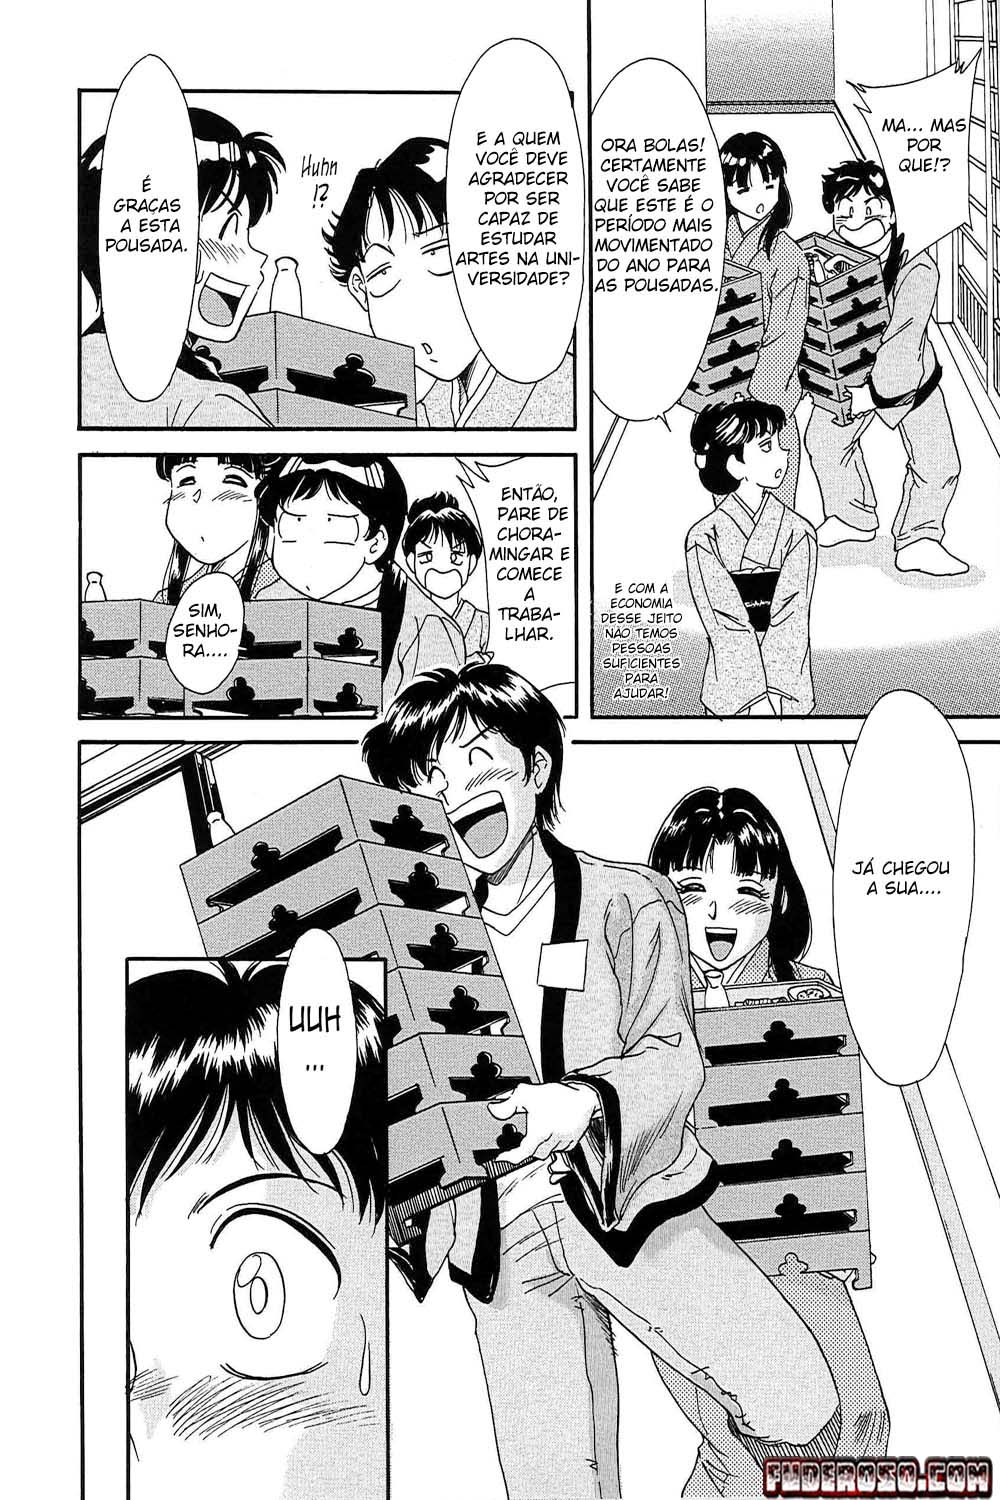 MA... MAS
POR
QUE!?
ORA BOLAS!
CERTAMENTE
VOCÊ SABE
QUE ESTE É O
PERÍODO MAIS
MOVIMENTADO
DO ANO PARA
AS POUSADAS.
E COM A
ECONOMIA
DESSE JEITO
NÃO TEMOS
PESSOAS
SUFICIENTES
PARA
AJUDAR!
E A QUEM
VOCÊ DEVE
AGRADECER
POR SER
CAPAZ DE
ESTUDAR
ARTES NA UNI-
VERSIDADE?
Huhn
!?
É
GRAÇAS
A ESTA
POUSADA.
ENTÃO,
PARE DE
CHORA-
MINGAR E
COMECE
A
TRABA-
LHAR.
SIM,
SENHO-
RA....
JÁ CHEGOU
A SUA....
UUH
...
FUDEROSO.COM